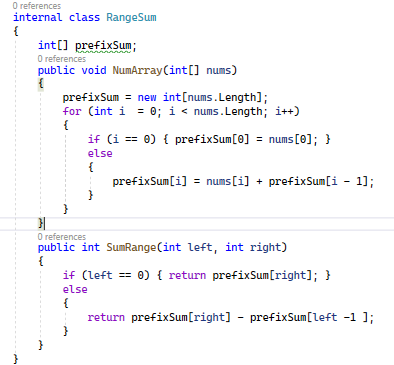 0 references
internal class RangeSum
{
    int[] prefixSum;
    0 references
    public void NumArray(int[] nums)
    {
        prefixSum = new int[nums.Length];
        for (int i  = 0; i < nums.Length; i++)
        {
            if (i == 0) { prefixSum[0] = nums[0]; }
            else
            {
                prefixSum[i] = nums[i] + prefixSum[i - 1];
            }
        }
    }
    0 references
    public int SumRange(int left, int right)
    {
        if (left == 0) { return prefixSum[right]; }
        else
        {
            return prefixSum[right] - prefixSum[left -1 ];
        }
    }
}